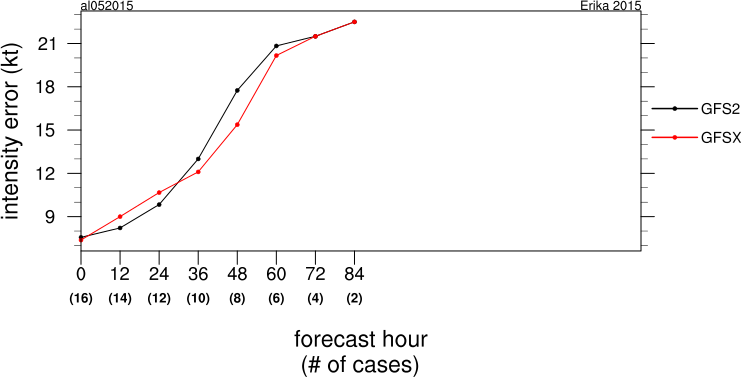 al052015 Erika 2015
intensity error (kt)
21
18
15
12
9
GFS2
GFSX
0 12 24 36 48 60 72 84
(16) (14) (12) (10) (8) (6) (4) (2)
forecast hour
(# of cases)